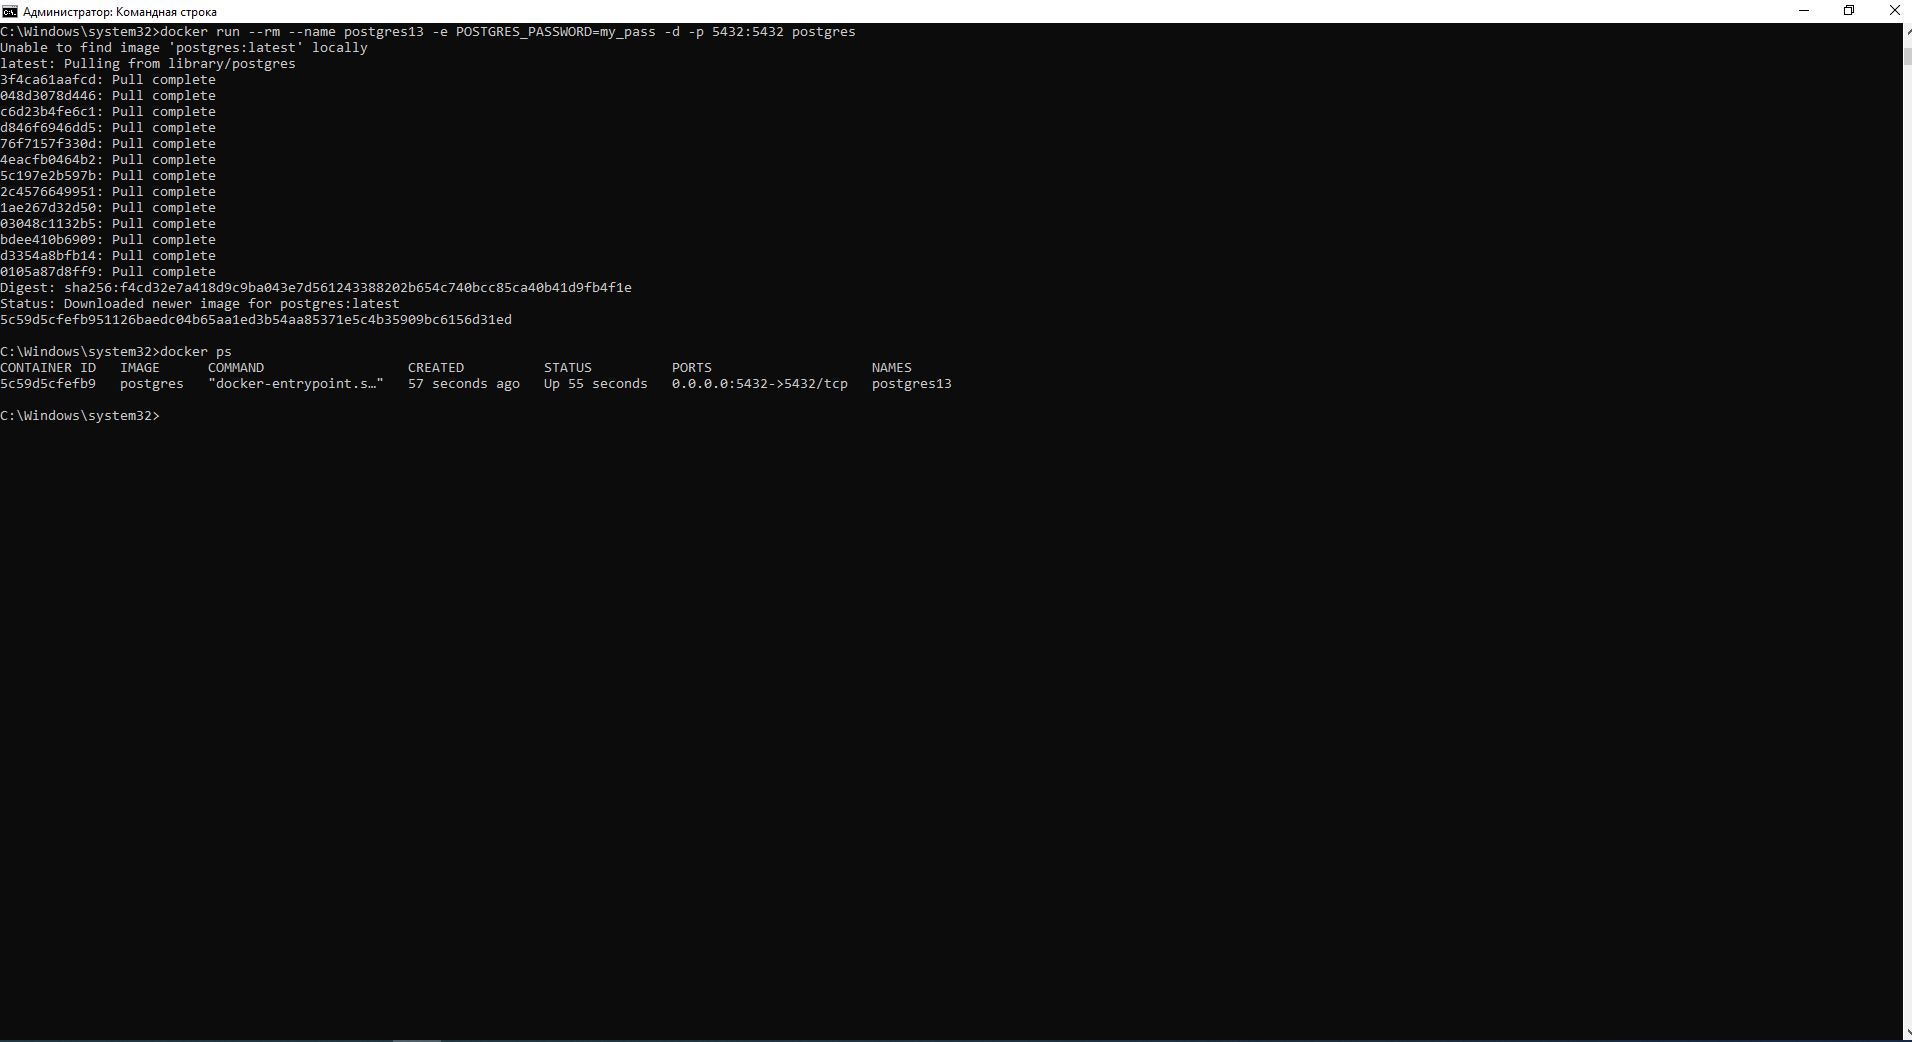 Администратор: Командная строка
C:\Windows\system32>docker run --rm --name postgres13 -e POSTGRES_PASSWORD=my_pass -d -p 5432:5432 postgres
Unable to find image 'postgres:latest' locally
latest: Pulling from library/postgres
3f4ca61aafcd: Pull complete
048d3078d446: Pull complete
c6d23b4fe6c1: Pull complete
d846f6946dd5: Pull complete
76f7157f330d: Pull complete
4eacfb0464b2: Pull complete
5c197e2b597b: Pull complete
2c4576649951: Pull complete
1ae267d32d50: Pull complete
03048c1132b5: Pull complete
bdee410b6909: Pull complete
d3354a8bfb14: Pull complete
0105a87d8ff9: Pull complete
Digest: sha256:f4cd32e7a418d9c9ba043e7d561243388202b654c740bcc85ca40b41d9fb4f1e
Status: Downloaded newer image for postgres:latest
5c59d5cfefb951126baedc04b65aa1ed3b54aa85371e5c4b35909bc6156d31ed
C:\Windows\system32>docker ps
CONTAINER ID   IMAGE      COMMAND                  CREATED          STATUS          PORTS                    NAMES
5c59d5cfefb9   postgres   "docker-entrypoint.s…"   57 seconds ago   Up 55 seconds   0.0.0.0:5432->5432/tcp   postgres13
C:\Windows\system32>